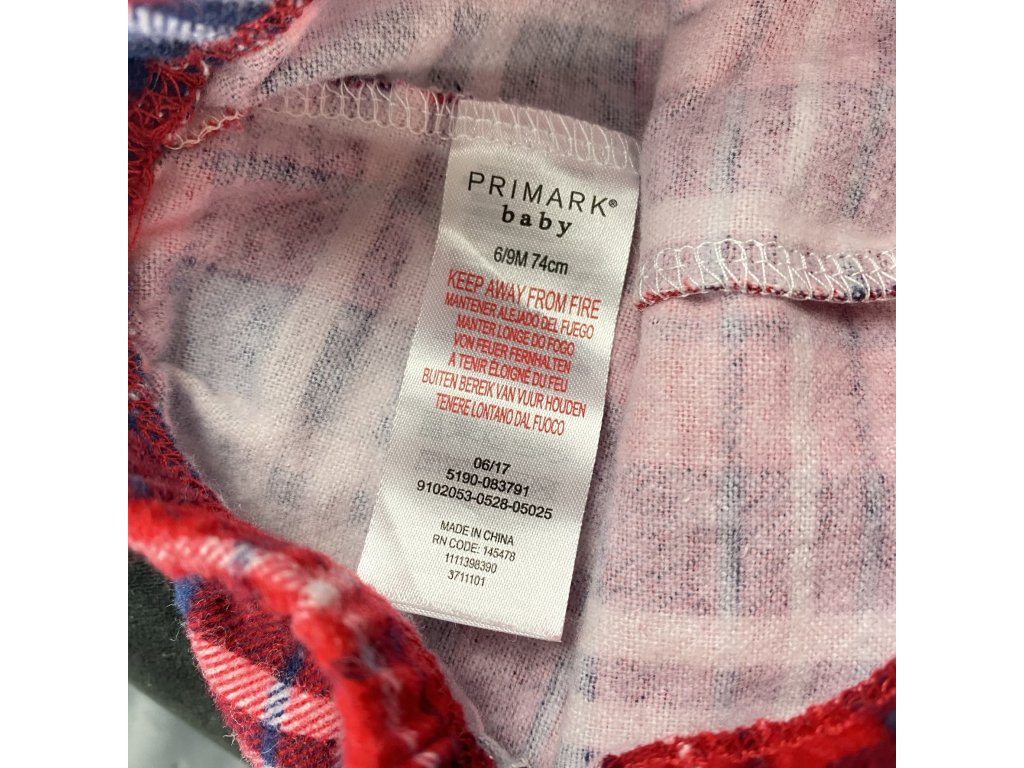 PRIMARK®
baby
6/9M 74cm
KEEP AWAY FROM FIRE
MANTENER ALEJADO DEL FUEGO
MANTER LONGE DO FOGO
VON FEUER FERNHALTEN
À TENIR ÉLOIGNÉ DU FEU
BUITEN BEREIK VAN VUUR HOUDEN
TENERE LONTANO DAL FUOCO
06/17
5190-083791
9102053-0528-05025
MADE IN CHINA
RN CODE: 145478
1111398390
3711101